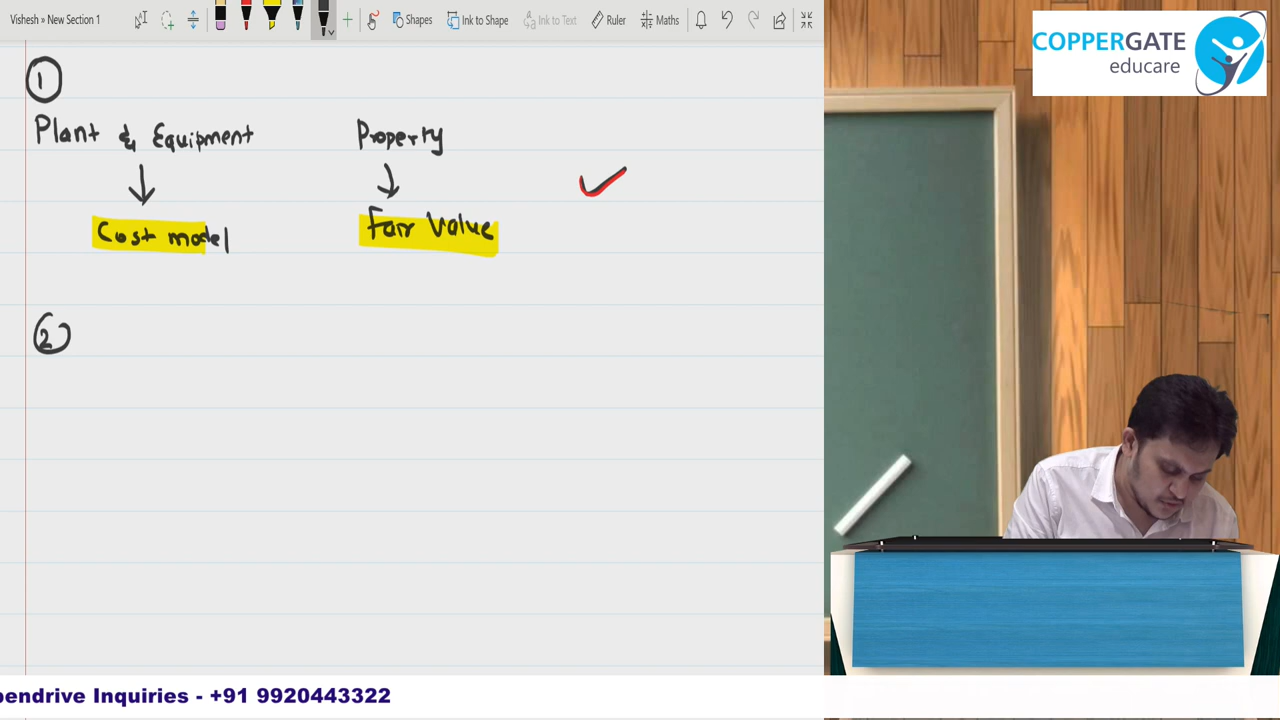 Vishesh » New Section 1
Shapes
Ink to Shape
Ink to Text
Ruler
Maths
COPPERGATE
educare
1
Plant & Equipment
Property
Cost model
Fair Value
2
pendrive Inquiries - +91 9920443322